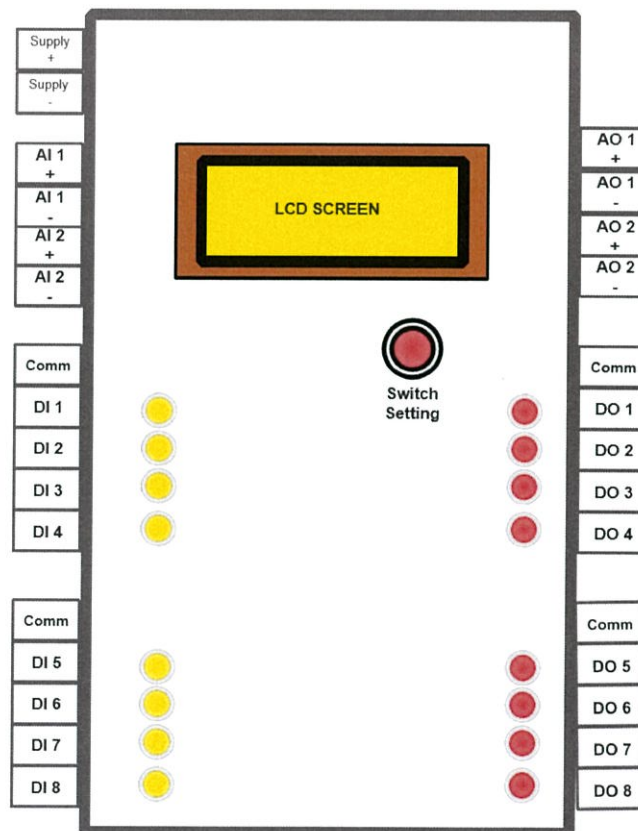 Supply
+
Supply
-
AI 1
+
AI 1
-
AI 2
+
AI 2
-
Comm
DI 1
DI 2
DI 3
DI 4
Comm
DI 5
DI 6
DI 7
DI 8
LCD SCREEN
Switch
Setting
AO 1
+
AO 1
-
AO 2
+
AO 2
-
Comm
DO 1
DO 2
DO 3
DO 4
Comm
DO 5
DO 6
DO 7
DO 8